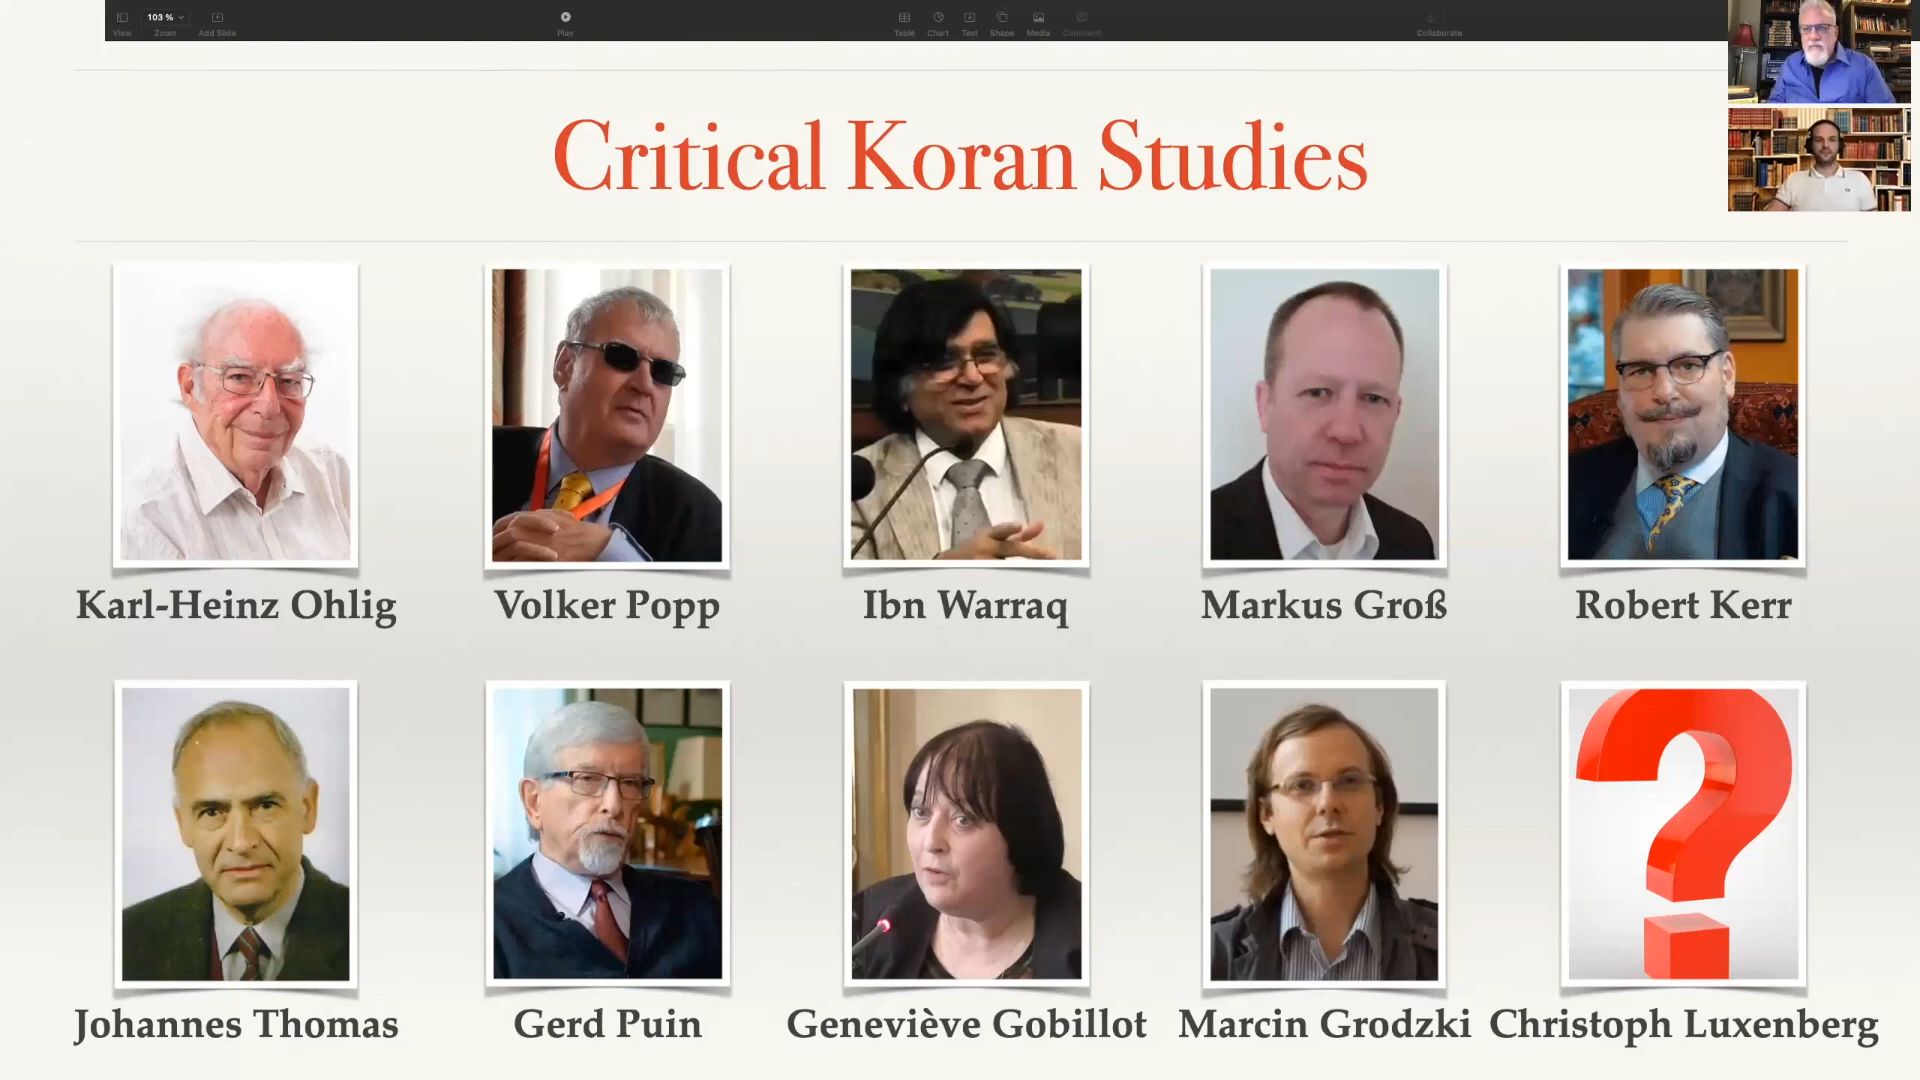 103 %
View Zoom Add Slide Play Table Chart Text Shape Media Comment Collaborate
Critical Koran Studies
Karl-Heinz Ohlig Volker Popp Ibn Warraq Markus Groß Robert Kerr
Johannes Thomas Gerd Puin Geneviève Gobillot Marcin Grodzki Christoph Luxenberg